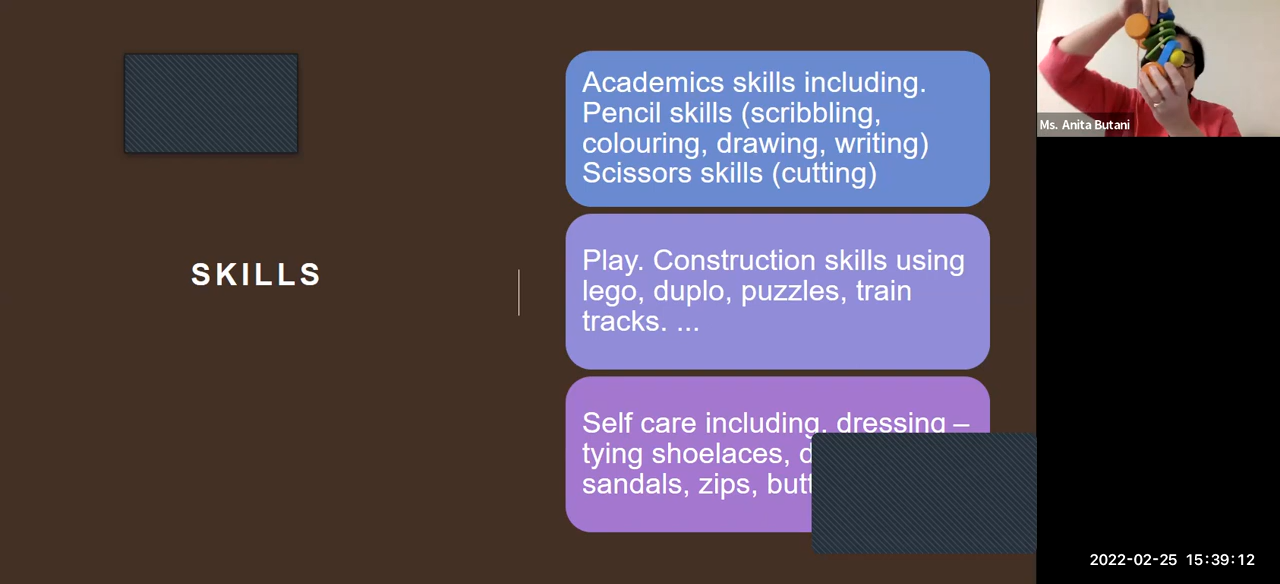 SKILLS
Academics skills including.
Pencil skills (scribbling,
colouring, drawing, writing)
Scissors skills (cutting)
Play. Construction skills using
lego, duplo, puzzles, train
tracks. ...
Self care including. dressing –
tying shoelaces,
sandals, zips,
Ms. Anita Butani
2022-02-25 15:39:12